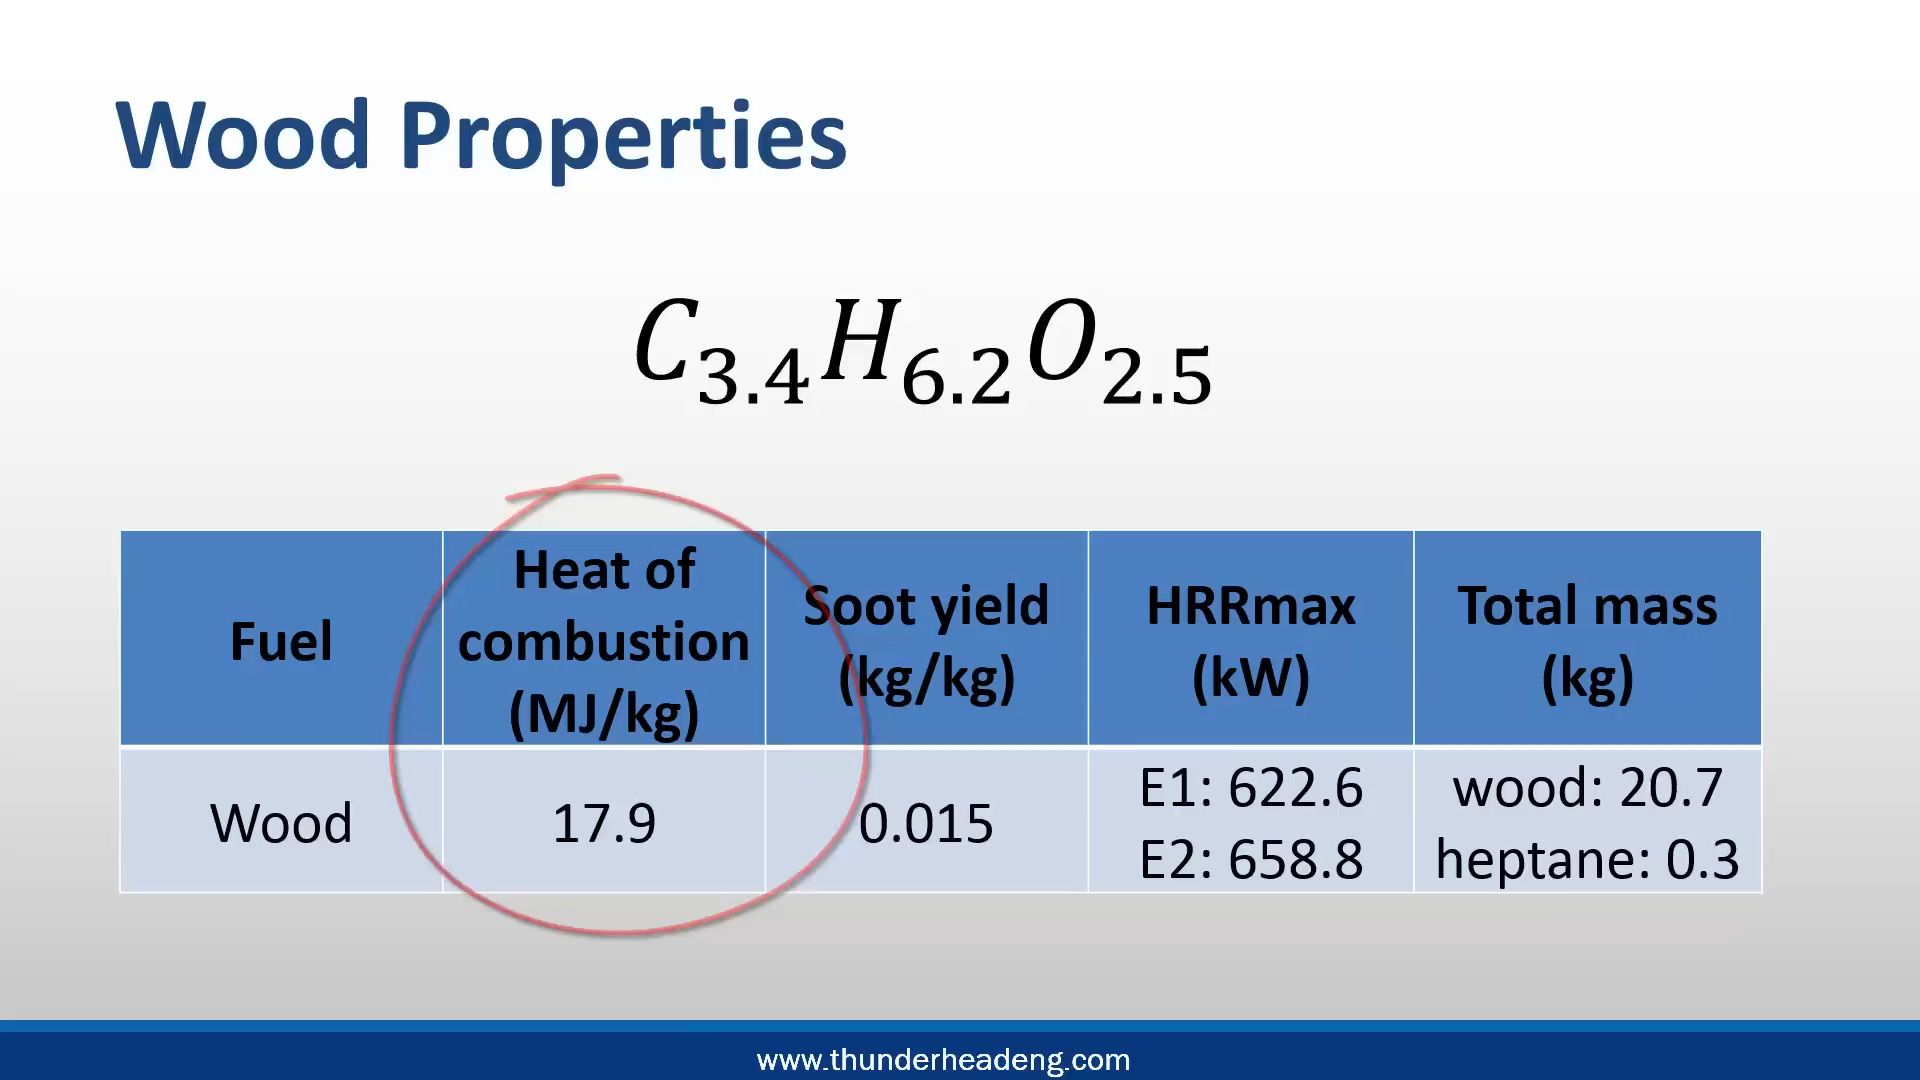 Wood Properties
C3.4H6.2O2.5
Fuel
Heat of
combustion
(MJ/kg)
Soot yield
(kg/kg)
HRRmax
(kW)
Total mass
(kg)
Wood
17.9
0.015
E1: 622.6
E2: 658.8
wood: 20.7
heptane: 0.3
www.thunderheadeng.com